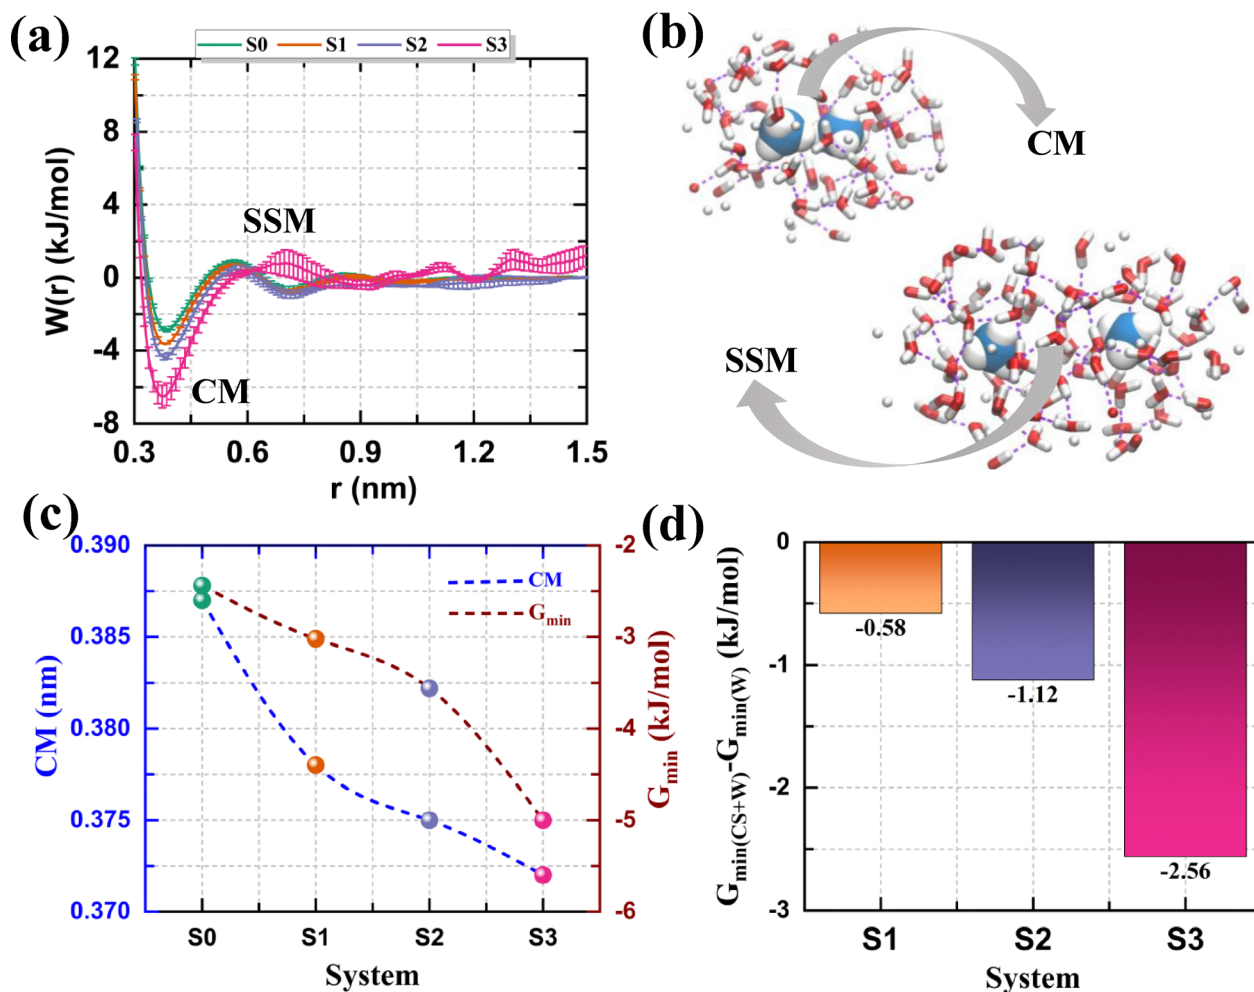 (a)
S0 S1 S2 S3
12
8
4
0
-4
-8
W(r) (kJ/mol)
SSM
CM
0.3 0.6 0.9 1.2 1.5
r (nm)
(b)
CM
SSM
(c)
0.390
0.385
0.380
0.375
0.370
CM (nm)
CM
Gmin
-2
-3
-4
-5
-6
Gmin (kJ/mol)
S0 S1 S2 S3
System
(d)
0
-1
-2
-3
Gmin(CS+W)-Gmin(W) (kJ/mol)
-0.58
-1.12
-2.56
S1 S2 S3
System